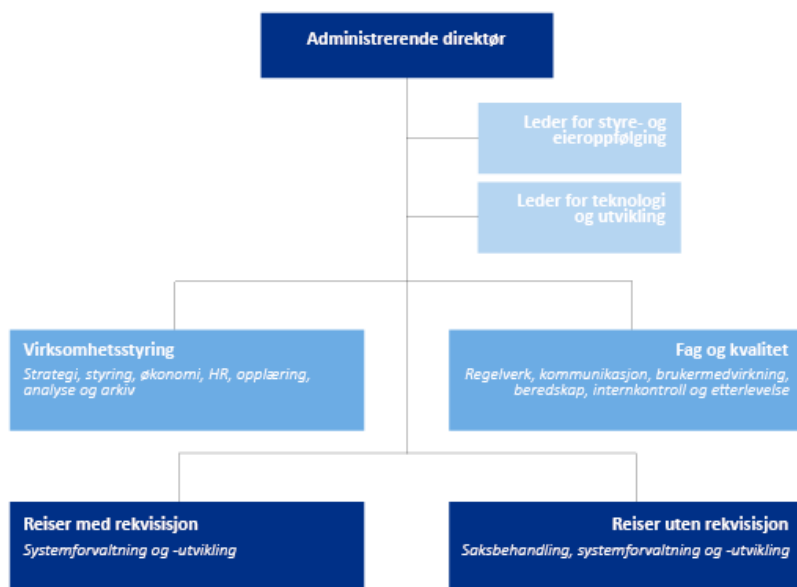 Administrerende direktør
Leder for styre- og
eieroppfølging
Leder for teknologi
og utvikling
Virksomhetsstyring
Strategi, styring, økonomi, HR, opplæring,
analyse og arkiv
Fag og kvalitet
Regelverk, kommunikasjon, brukermedvirkning,
beredskap, internkontroll og etterlevelse
Reiser med rekvisisjon
Systemforvaltning og -utvikling
Reiser uten rekvisisjon
Saksbehandling, systemforvaltning og -utvikling